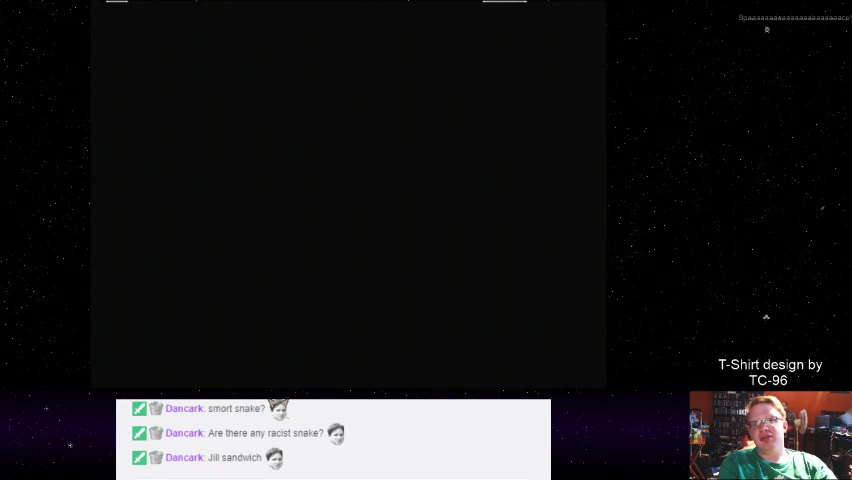 T-Shirt design by
TC-96
Dancark: smort snake?
Dancark: Are there any racist snake?
Dancark: Jill sandwich